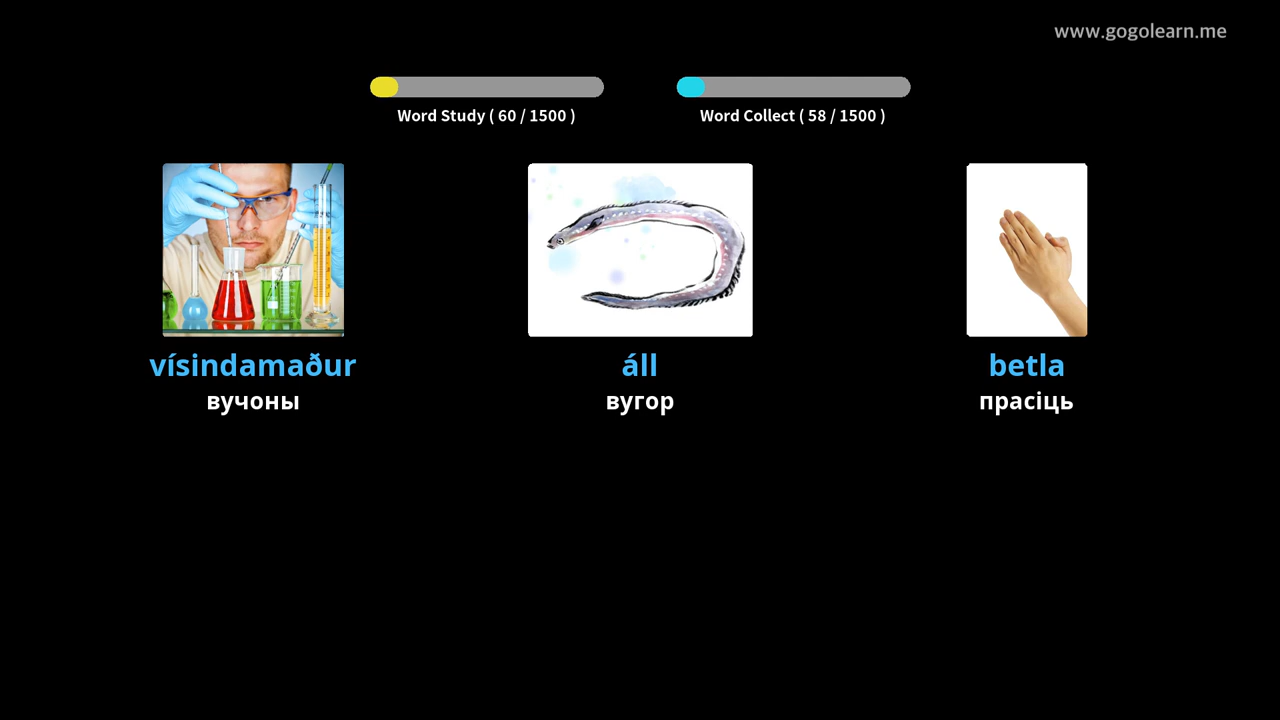 www.gogolearn.me
Word Study ( 60 / 1500 )
Word Collect ( 58 / 1500 )
vísindamaður
áll
betla
вучоны
вугор
прасіць